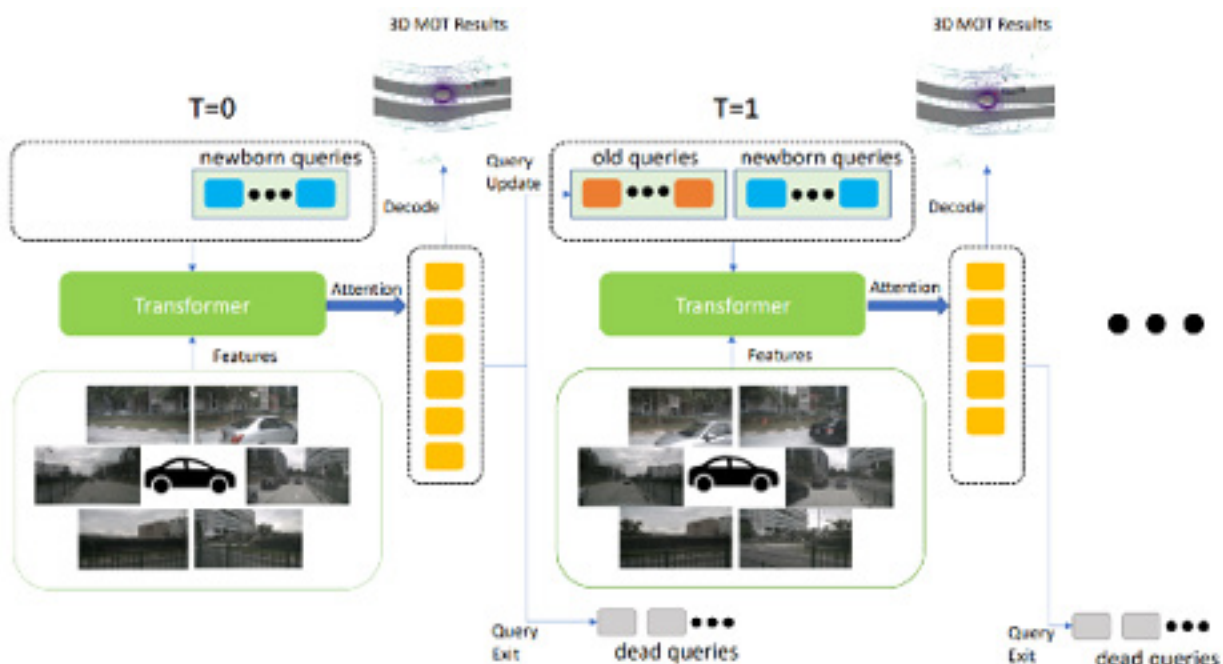 3D MOT Results
3D MOT Results
T=0
T=1
newborn queries
Query
Update
old queries
newborn queries
Decode
Decode
Transformer
Attention
Transformer
Attention
Features
Features
Query
Exit
dead queries
Query
Exit
dead queries